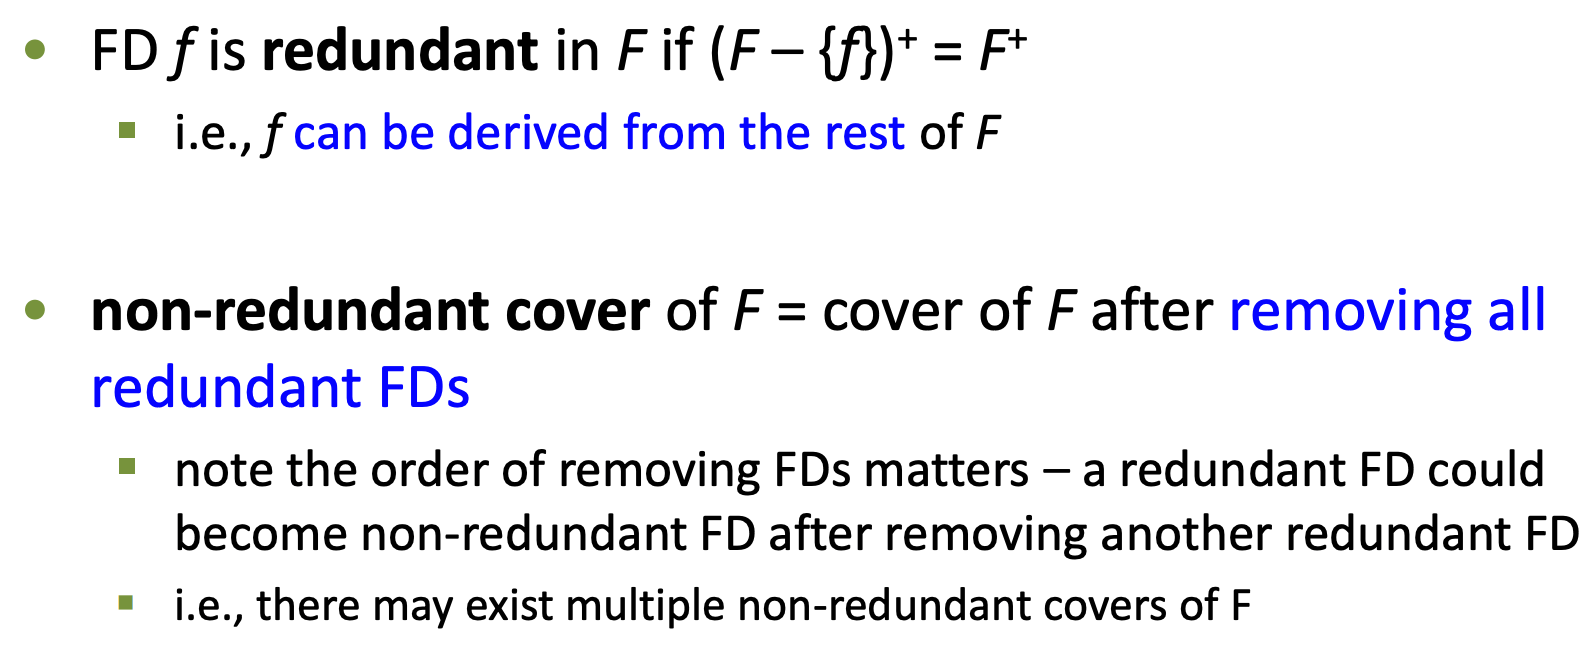 • FD f is redundant in F if (F – {f})⁺ = F⁺
▪ i.e., f can be derived from the rest of F
• non-redundant cover of F = cover of F after removing all
redundant FDs
▪ note the order of removing FDs matters – a redundant FD could
become non-redundant FD after removing another redundant FD
▪ i.e., there may exist multiple non-redundant covers of F